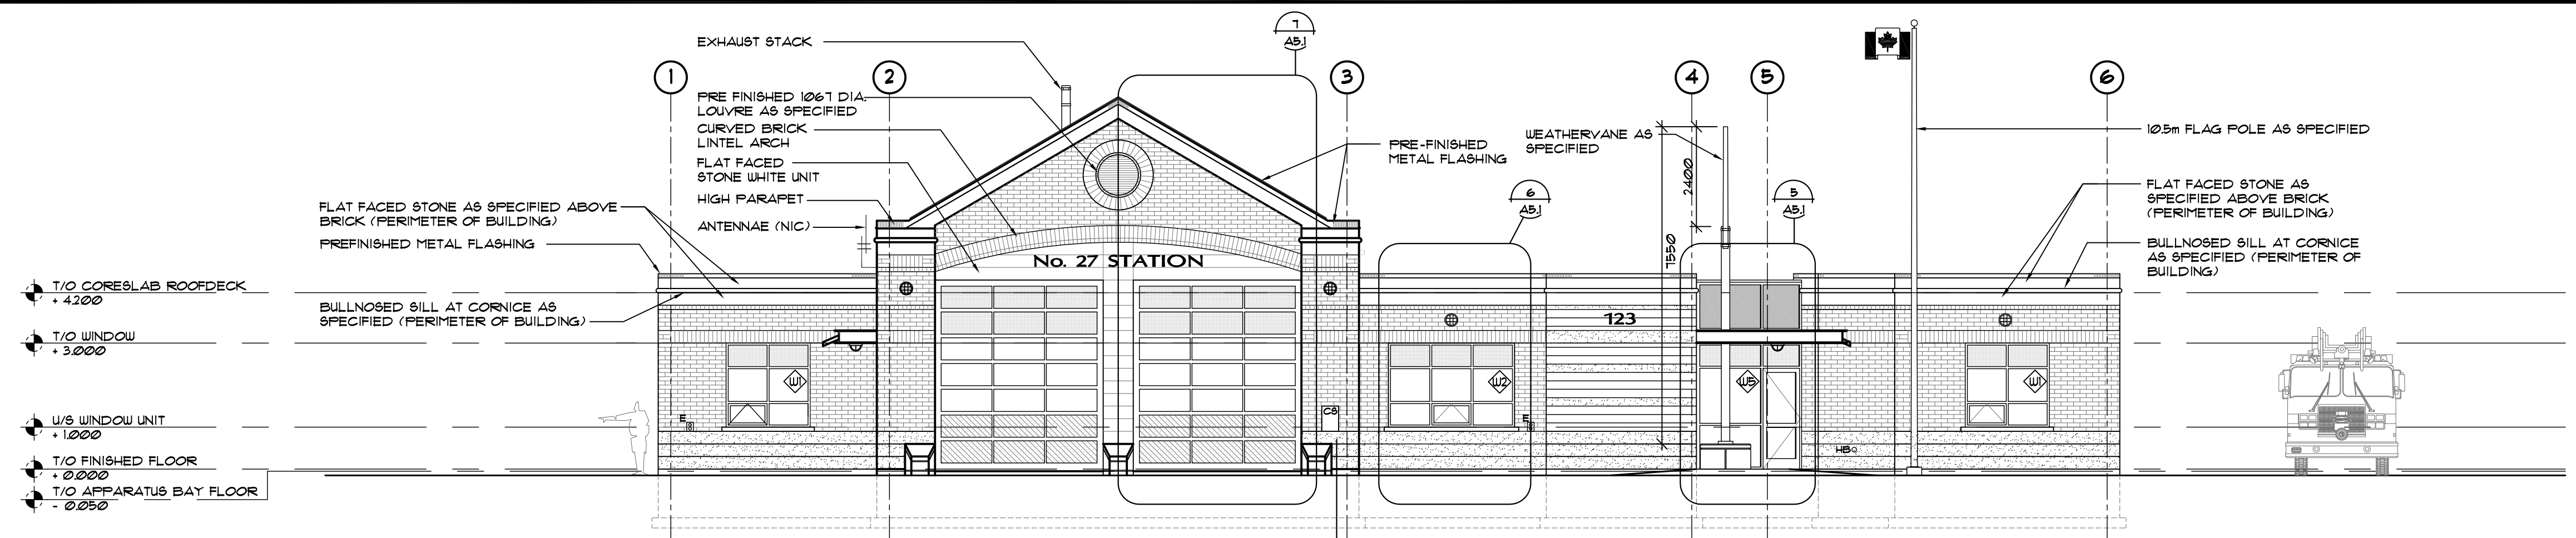 7
A5.1
EXHAUST STACK
1
2
3
4
5
6
PRE FINISHED 1067 DIA.
LOUVRE AS SPECIFIED
CURVED BRICK
LINTEL ARCH
FLAT FACED
STONE WHITE UNIT
HIGH PARAPET
ANTENNAE (NIC)
PRE-FINISHED
METAL FLASHING
WEATHERVANE AS
SPECIFIED
2400
7550
10.5m FLAG POLE AS SPECIFIED
6
A5.1
5
A5.1
FLAT FACED STONE AS
SPECIFIED ABOVE BRICK
(PERIMETER OF BUILDING)
BULLNOSED SILL AT CORNICE
AS SPECIFIED (PERIMETER OF
BUILDING)
FLAT FACED STONE AS SPECIFIED ABOVE
BRICK (PERIMETER OF BUILDING)
PREFINISHED METAL FLASHING
BULLNOSED SILL AT CORNICE AS
SPECIFIED (PERIMETER OF BUILDING)
No. 27 STATION
123
T/O CORESLAB ROOFDECK
+ 4.200
T/O WINDOW
+ 3.000
U/S WINDOW UNIT
+ 1.000
T/O FINISHED FLOOR
+ 0.000
T/O APPARATUS BAY FLOOR
- 0.050
W1
W2
W5
W1
E
CS
E
HB